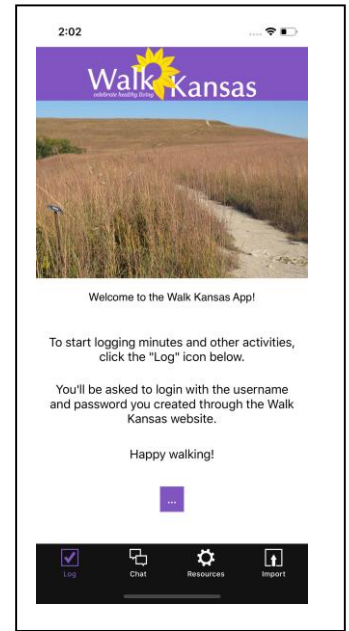 2:02
Walk Kansas
celebrate healthy living
Welcome to the Walk Kansas App!
To start logging minutes and other activities,
click the "Log" icon below.
You'll be asked to login with the username
and password you created through the Walk
Kansas website.
Happy walking!
...
Log Chat Resources Import